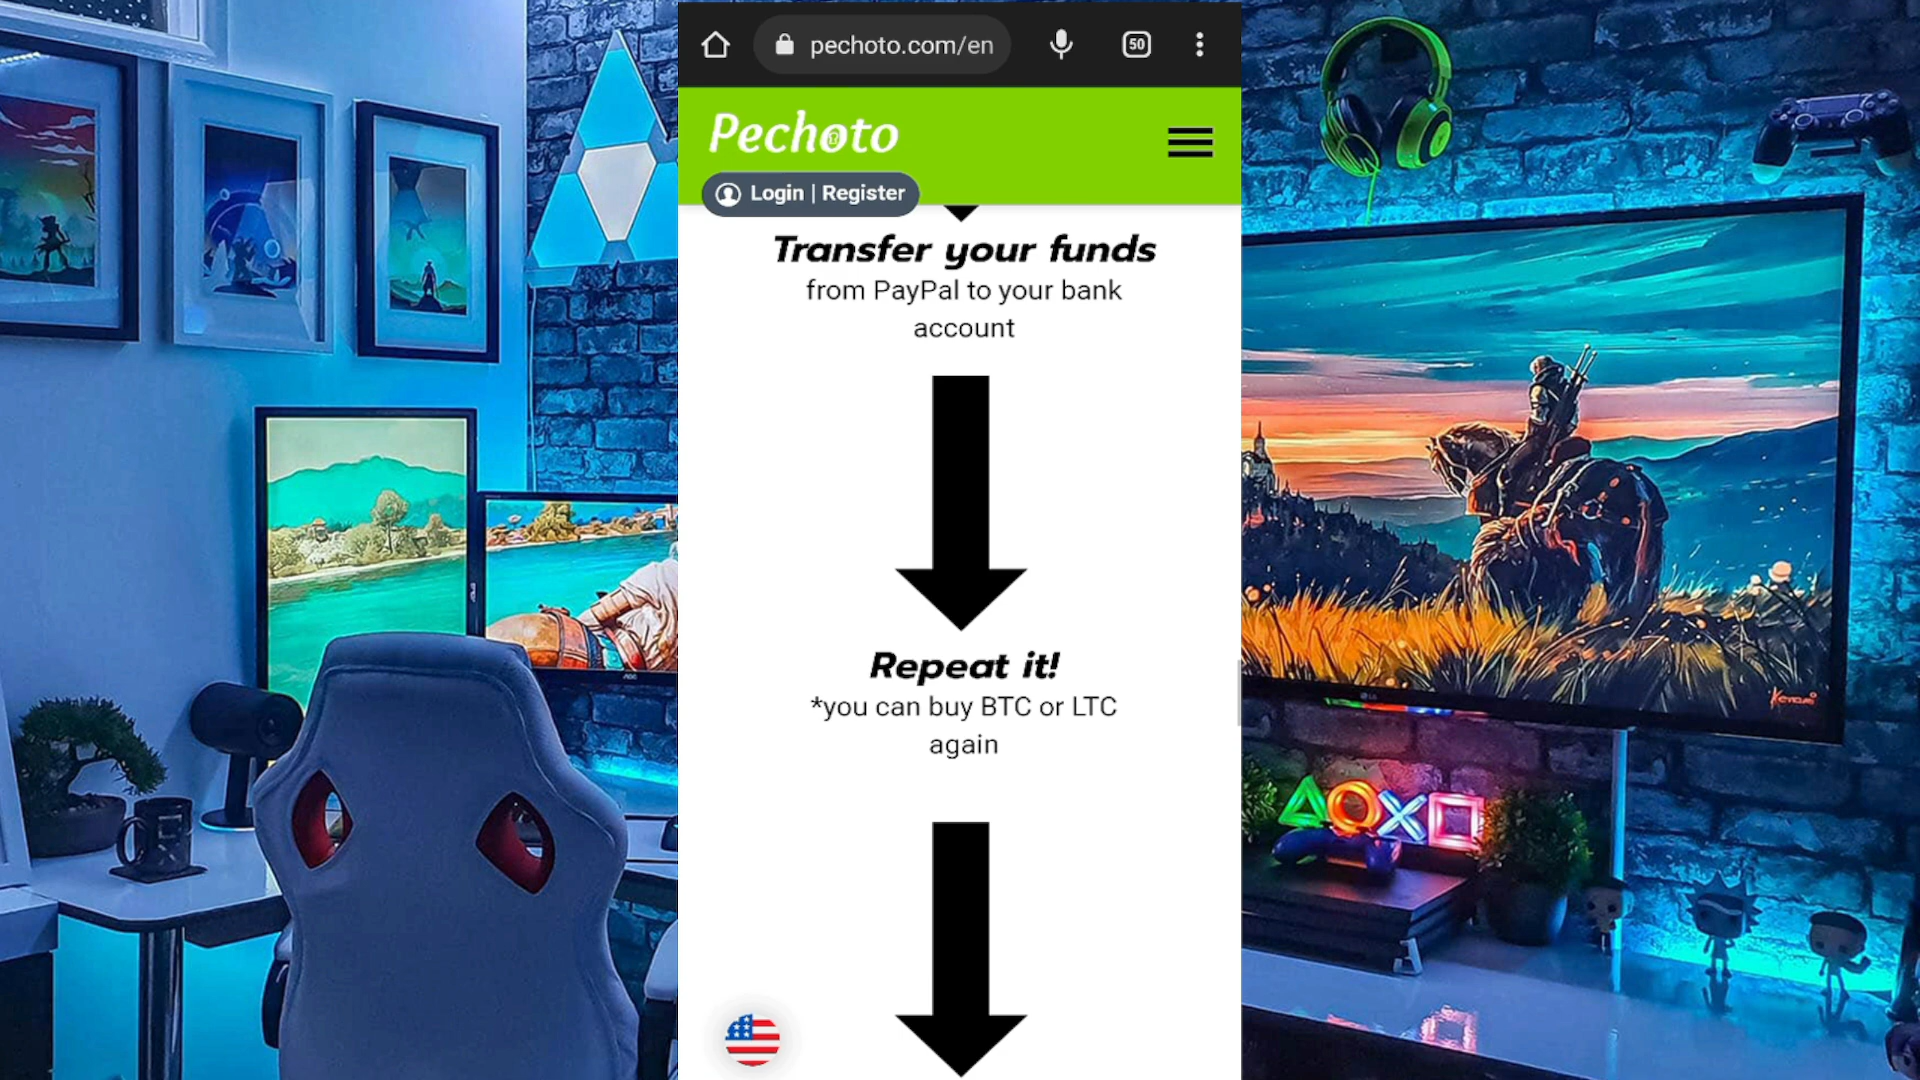 pechoto.com/en
50
Pechoto
Login | Register
Transfer your funds
from PayPal to your bank
account
Repeat it!
*you can buy BTC or LTC
again